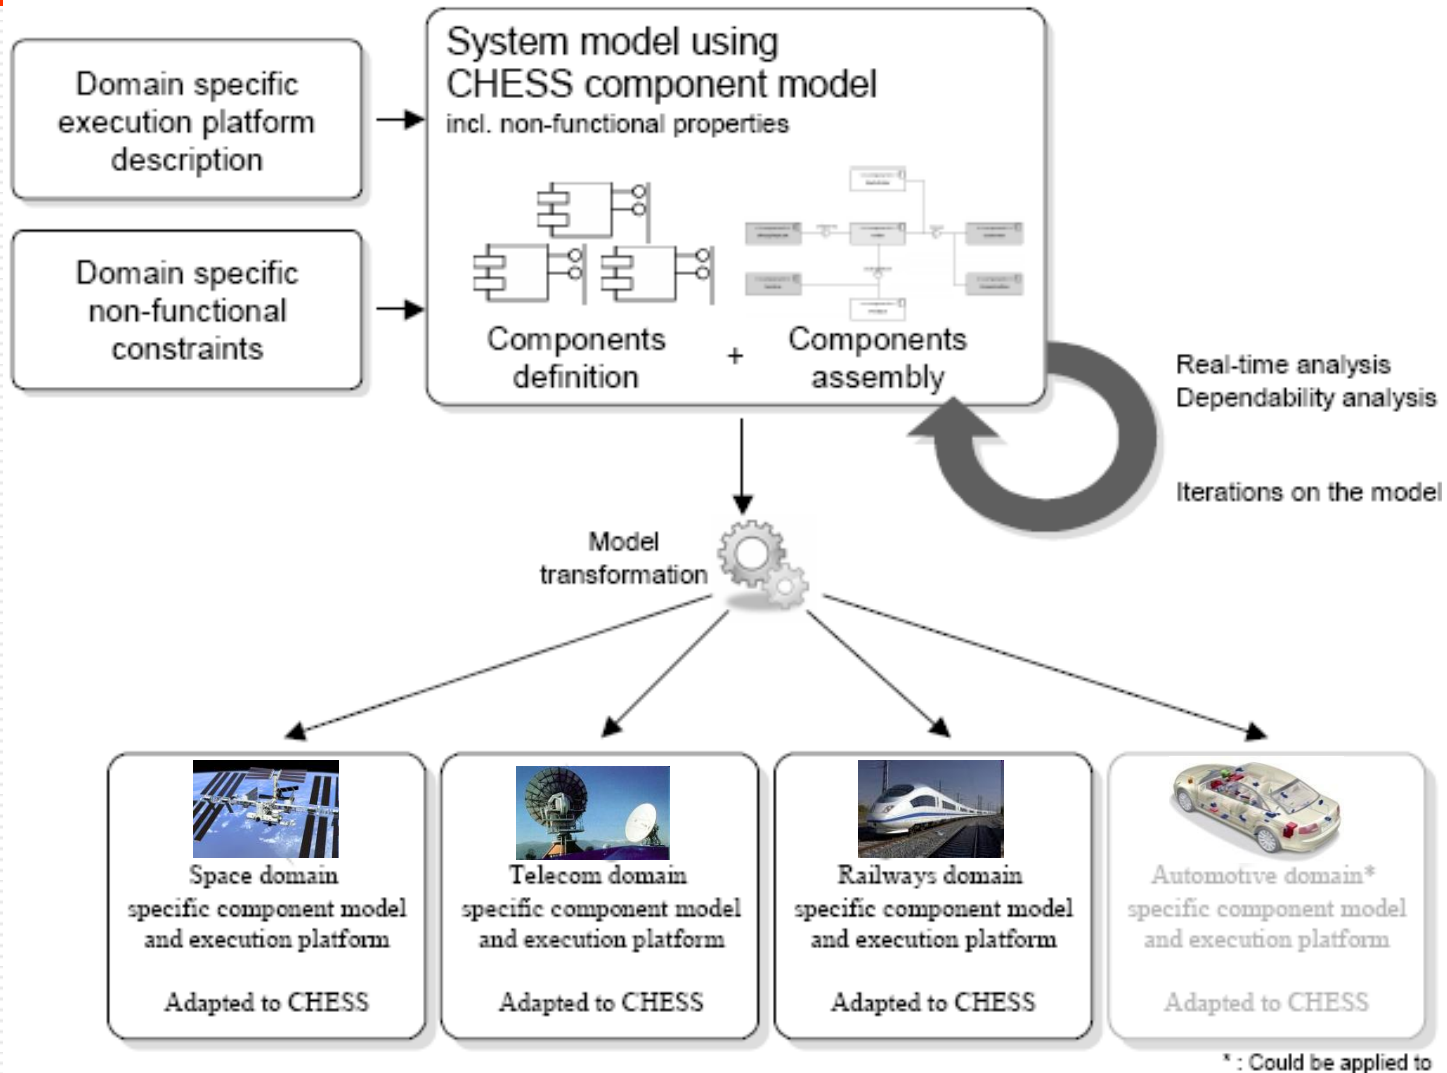 Domain specific
execution platform
description
Domain specific
non-functional
constraints
System model using
CHESS component model
incl. non-functional properties
Components
definition
+
Components
assembly
Real-time analysis
Dependability analysis
Iterations on the model
Model
transformation
Space domain
specific component model
and execution platform
Adapted to CHESS
Telecom domain
specific component model
and execution platform
Adapted to CHESS
Railways domain
specific component model
and execution platform
Adapted to CHESS
Automotive domain*
specific component model
and execution platform
Adapted to CHESS
* : Could be applied to